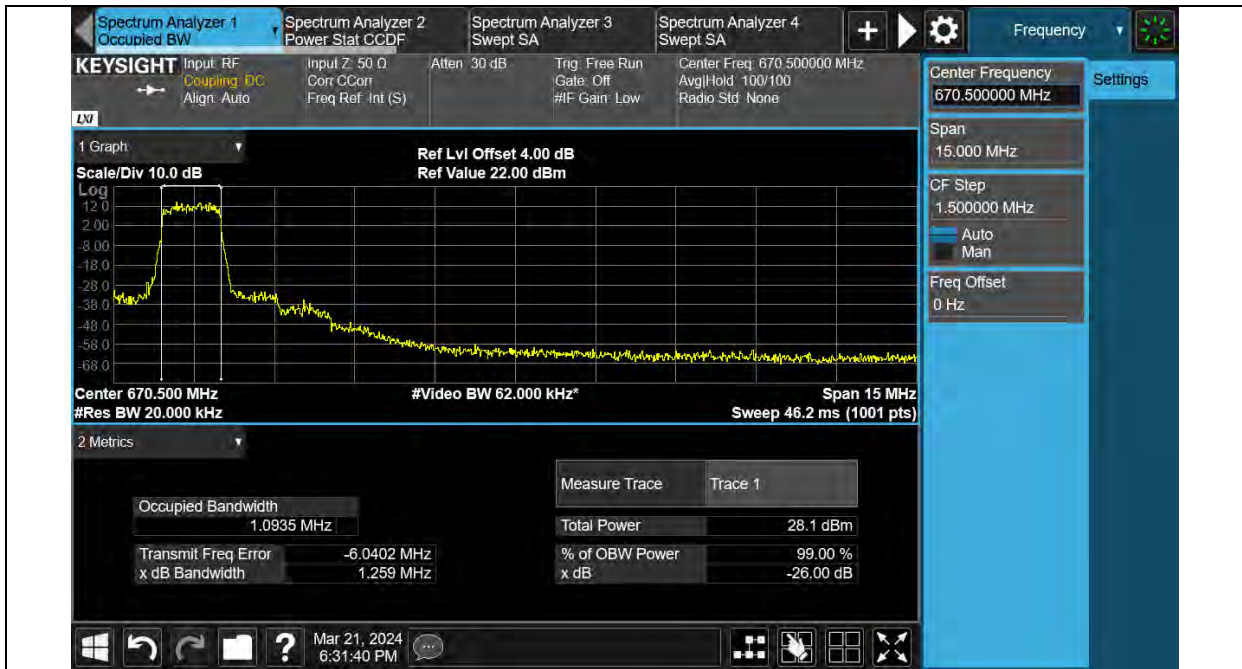 Spectrum Analyzer 1
Occupied BW
Spectrum Analyzer 2
Power Stat CCDF
Spectrum Analyzer 3
Swept SA
Spectrum Analyzer 4
Swept SA
+
Frequency
KEYSIGHT
Input: RF
Coupling: DC
Align: Auto
Input Z: 50 Ω
Corr CCorr
Freq Ref: Int (S)
Atten: 30 dB
Trig: Free Run
Gate: Off
#IF Gain: Low
Center Freq: 670.500000 MHz
Avg|Hold: 100/100
Radio Std: None
LXI
Center Frequency
670.500000 MHz
Settings
Span
15.000 MHz
CF Step
1.500000 MHz
Auto
Man
Freq Offset
0 Hz
1 Graph
Scale/Div 10.0 dB
Ref Lvl Offset 4.00 dB
Ref Value 22.00 dBm
Log
12.0
2.00
-8.00
-18.0
-28.0
-38.0
-48.0
-58.0
-68.0
Center 670.500 MHz
#Video BW 62.000 kHz*
Span 15 MHz
#Res BW 20.000 kHz
Sweep 46.2 ms (1001 pts)
2 Metrics
Measure Trace
Trace 1
Occupied Bandwidth
1.0935 MHz
Total Power
28.1 dBm
Transmit Freq Error
-6.0402 MHz
% of OBW Power
99.00 %
x dB Bandwidth
1.259 MHz
x dB
-26.00 dB
?
Mar 21, 2024
6:31:40 PM